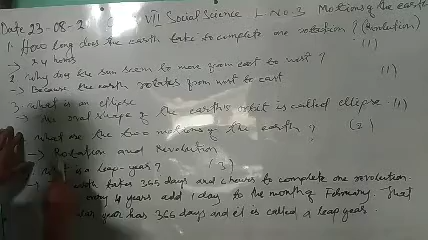 Date 23-08-2 VII Social Science L No 3 Motions of the earth
1. How long does the earth take to complete one rotation? (Revolution)
→ 24 hours (1)
2 Why does the sun seem to move from east to west?
→ Because the earth rotates from west to east (1)
3. What is an ellipse
→ oval shape of the earth's orbit is called ellipse (1)
What are the two motions of the earth? (2)
→ Rotation and Revolution
is a leap-year? (3)
takes 365 days and 6 hours to complete one revolution.
every 4 years add 1 day to the month of February. That
year has 366 days and it is called a leap year.